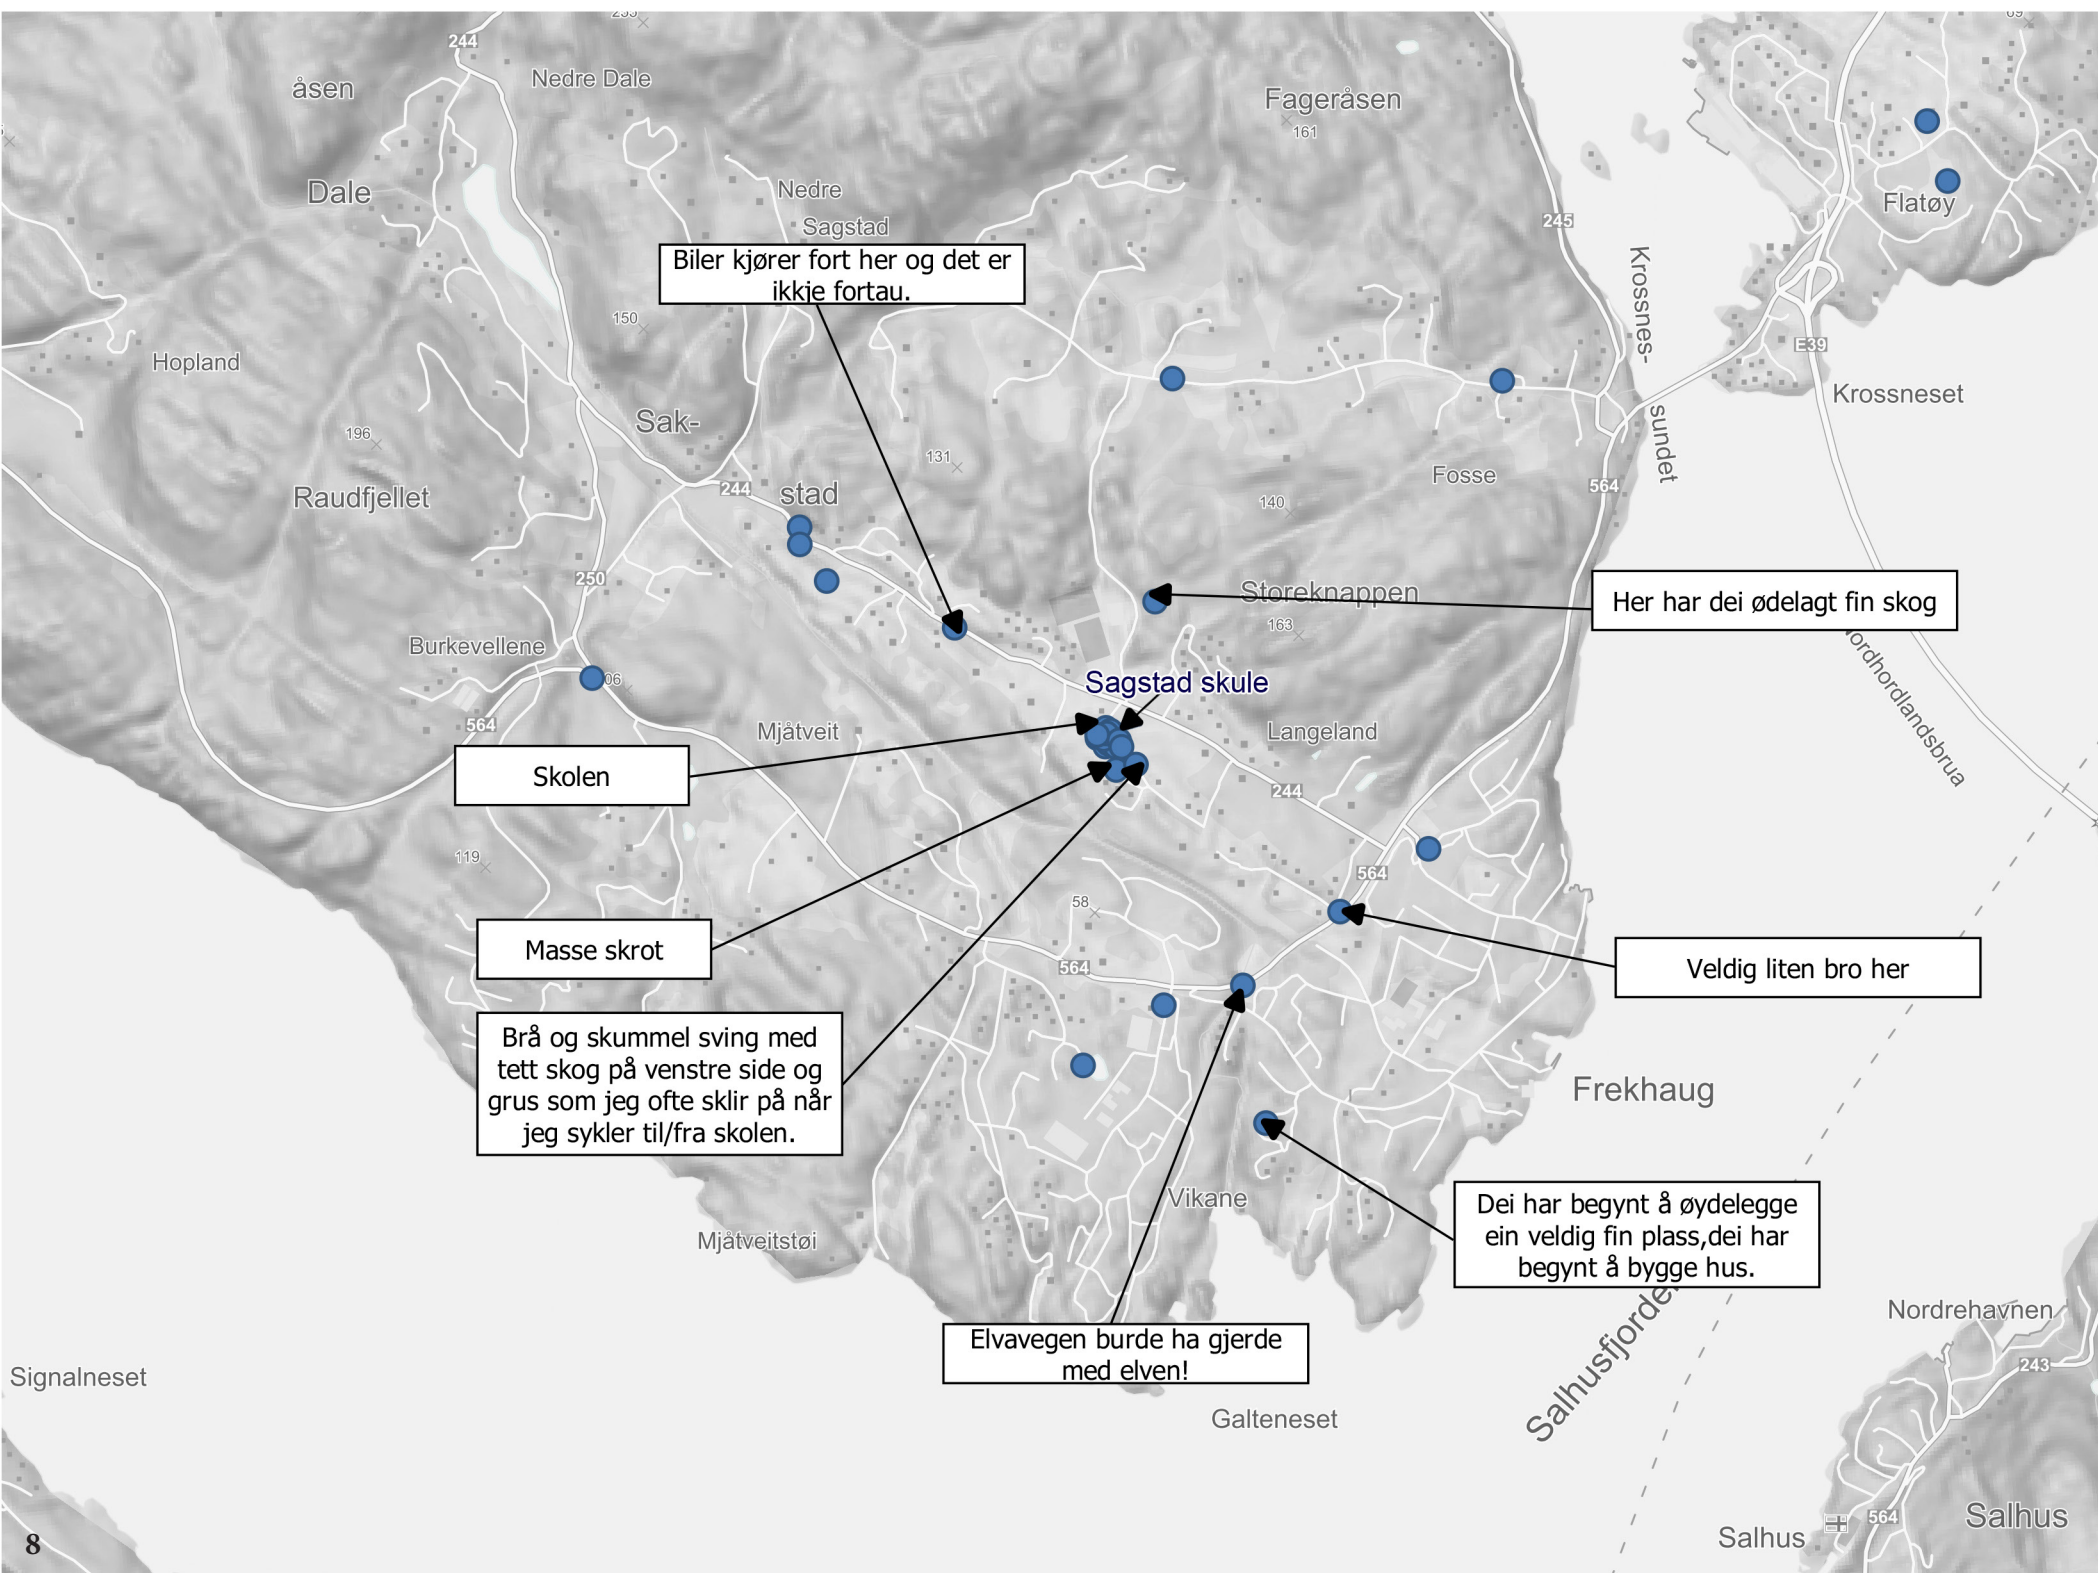 255
69
244
åsen
Nedre Dale
Fageråsen
161
Dale
Nedre
Sagstad
Flatøy
245
Krossnes-
sundet
Biler kjører fort her og det er
ikkje fortau.
150
E39
Hopland
Krossneset
Sak-
stad
196
131
Fosse
Raudfjellet
244
140
564
250
Storeknappen
Her har dei ødelagt fin skog
163
Burkevellene
06
Sagstad skule
Nordhordlandsbrua
564
Mjåtveit
Langeland
Skolen
244
119
564
58
Masse skrot
564
Veldig liten bro her
Brå og skummel sving med
tett skog på venstre side og
grus som jeg ofte sklir på når
jeg sykler til/fra skolen.
Frekhaug
Vikane
Dei har begynt å øydelegge
ein veldig fin plass,dei har
begynt å bygge hus.
Mjåtveitstøi
Salhusfjorden
Nordrehavnen
Elvavegen burde ha gjerde
med elven!
243
Signalneset
Galteneset
564
Salhus
Salhus
8